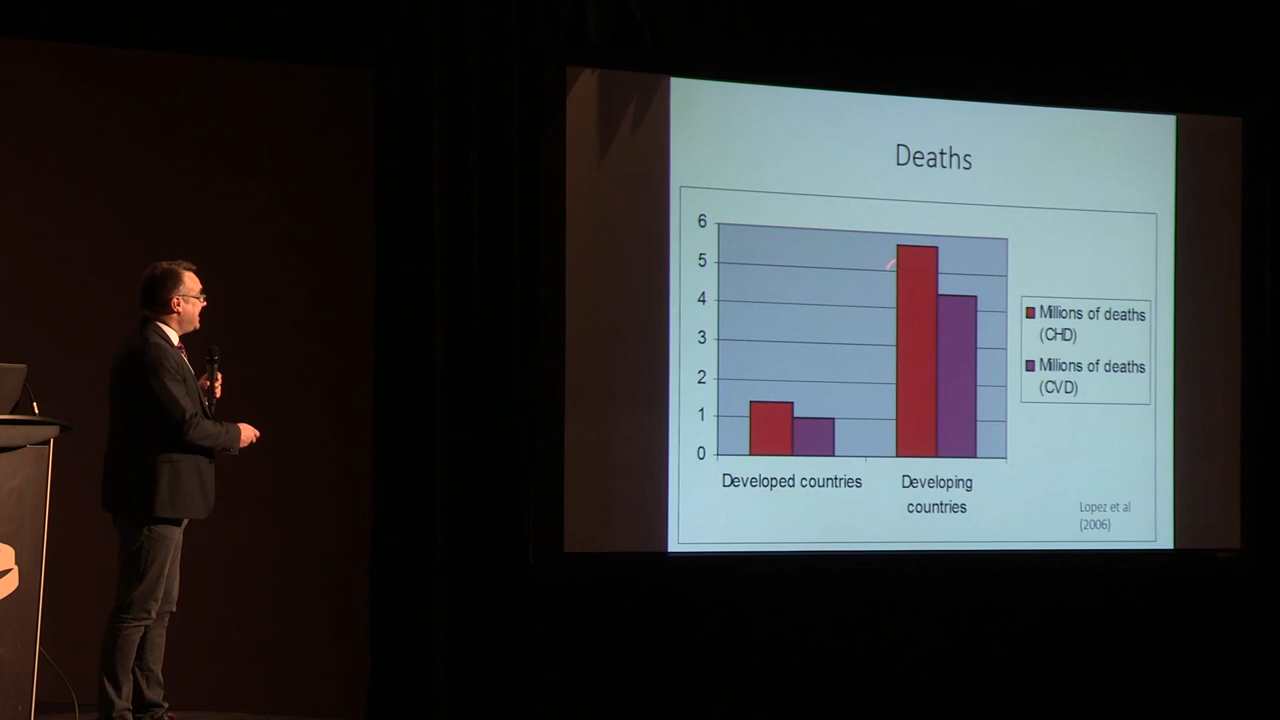 Deaths
6
5
4
3
2
1
0
Developed countries
Developing
countries
Millions of deaths
(CHD)
Millions of deaths
(CVD)
Lopez et al
(2006)